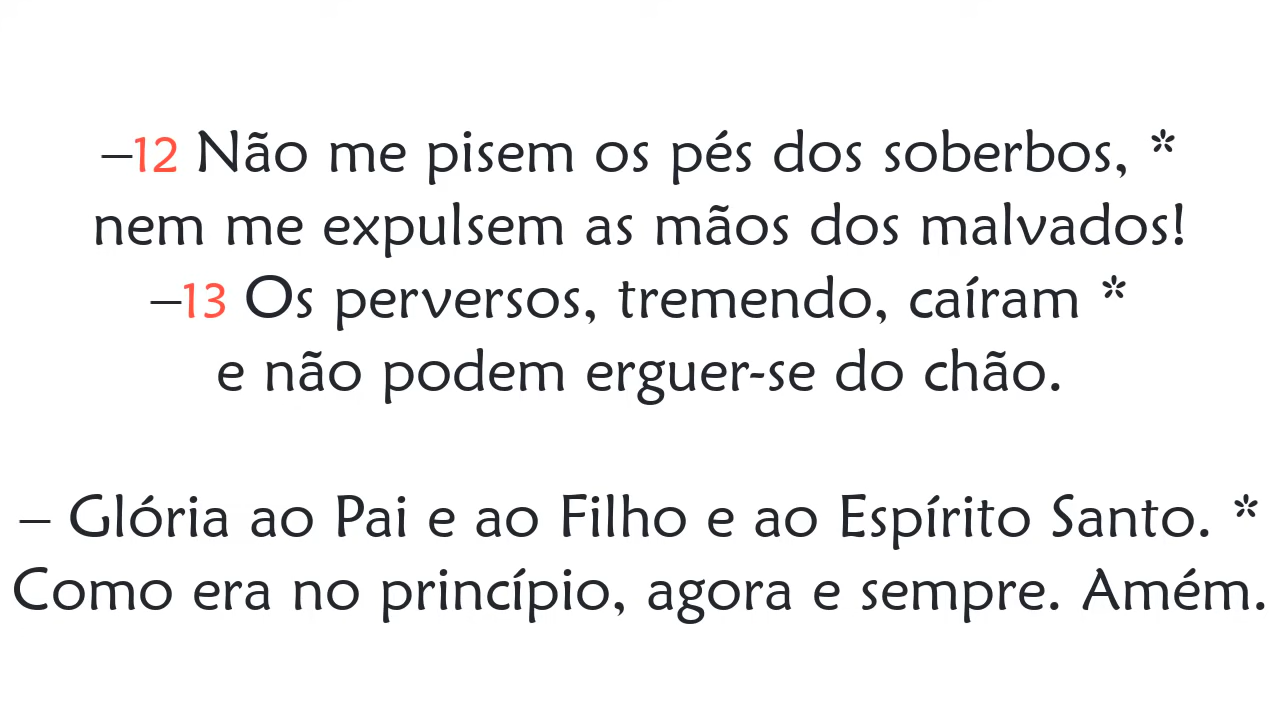 –12 Não me pisem os pés dos soberbos, *
nem me expulsem as mãos dos malvados!
–13 Os perversos, tremendo, caíram *
e não podem erguer-se do chão.
– Glória ao Pai e ao Filho e ao Espírito Santo. *
Como era no princípio, agora e sempre. Amém.